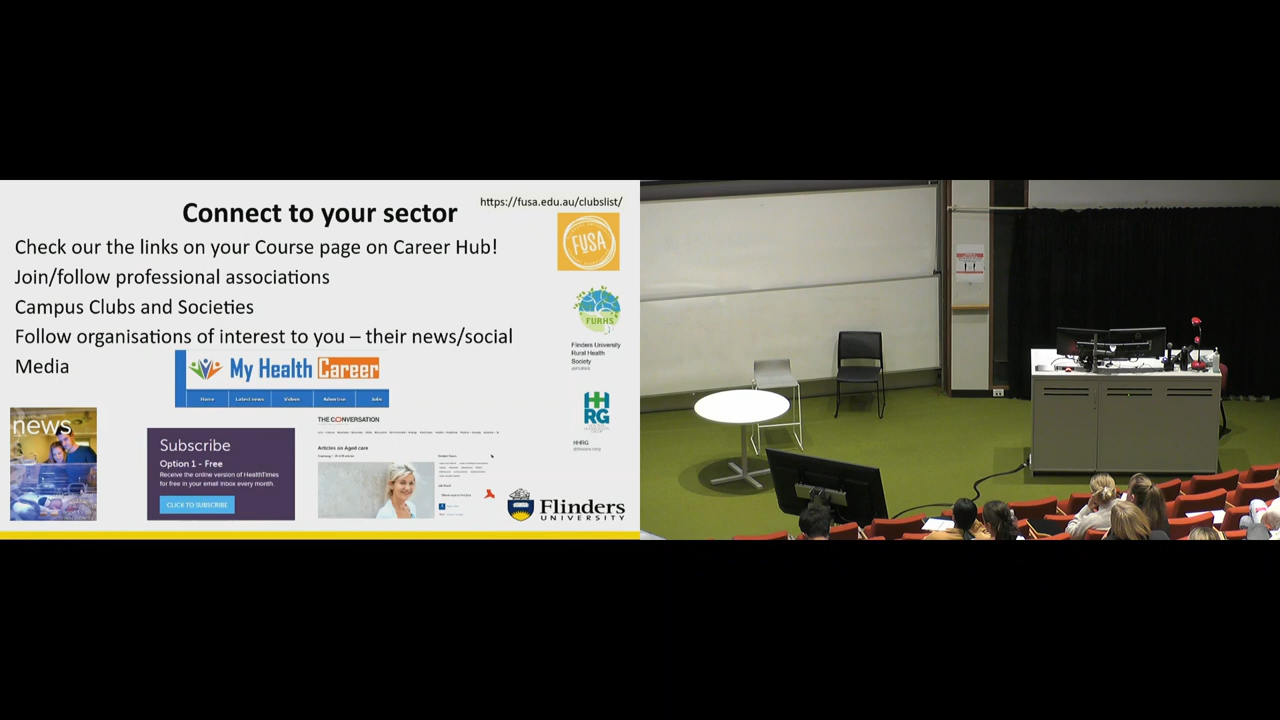 Connect to your sector
https://fusa.edu.au/clubslist/
Check our the links on your Course page on Career Hub!
Join/follow professional associations
Campus Clubs and Societies
Follow organisations of interest to you – their news/social
Media
FUSA
FURHS
Flinders University
Rural Health
Society
My Health Career
Home
Latest news
Videos
Advertise
Jobs
news
Subscribe
Option 1 - Free
Receive the online version of HealthTimes
for free in your email inbox every month.
CLICK TO SUBSCRIBE
THE CONVERSATION
Articles on Aged care
HH
RG
HHRG
Flinders
UNIVERSITY